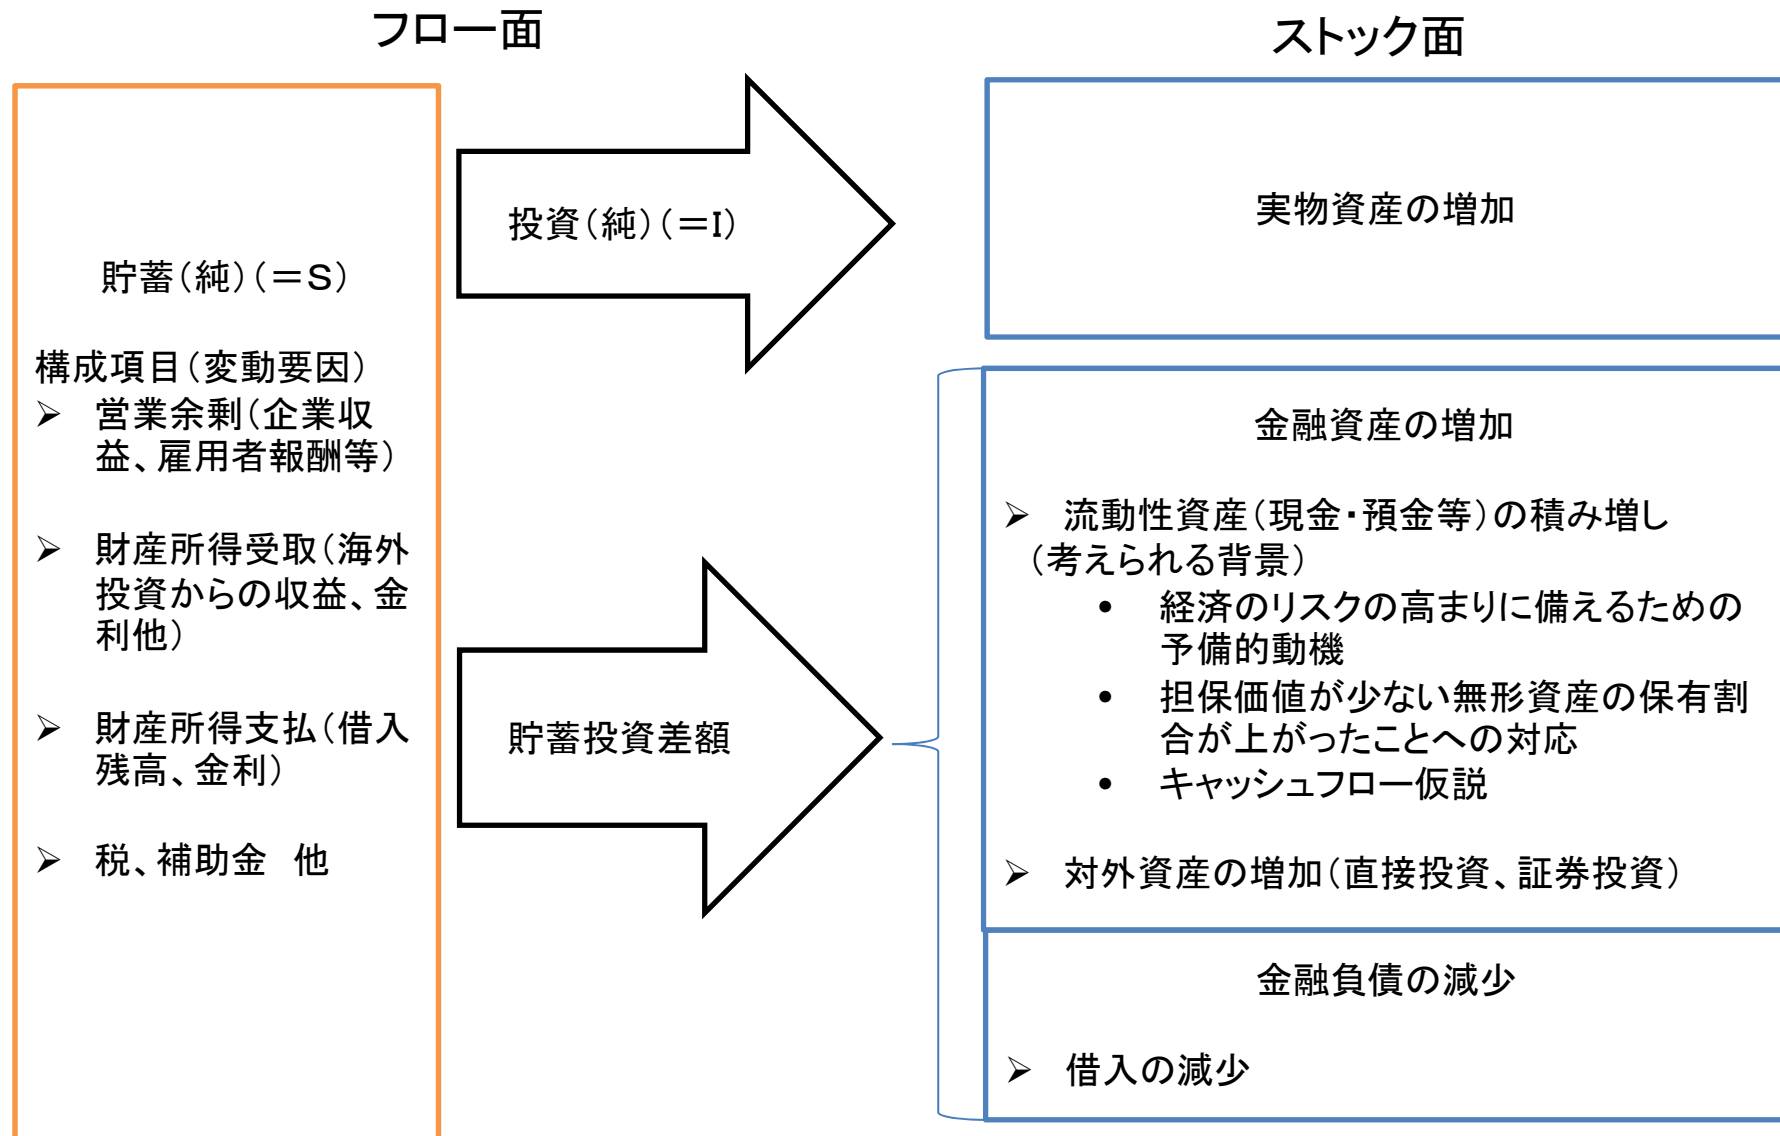 フロー面
ストック面
貯蓄(純)(=S)
構成項目(変動要因)
➢ 営業余剰(企業収
益、雇用者報酬等)
➢ 財産所得受取(海外
投資からの収益、金
利他)
➢ 財産所得支払(借入
残高、金利)
➢ 税、補助金 他
投資(純)(=I)
貯蓄投資差額
実物資産の増加
金融資産の増加
➢ 流動性資産(現金・預金等)の積み増し
(考えられる背景)
• 経済のリスクの高まりに備えるための
予備的動機
• 担保価値が少ない無形資産の保有割
合が上がったことへの対応
• キャッシュフロー仮説
➢ 対外資産の増加(直接投資、証券投資)
金融負債の減少
➢ 借入の減少